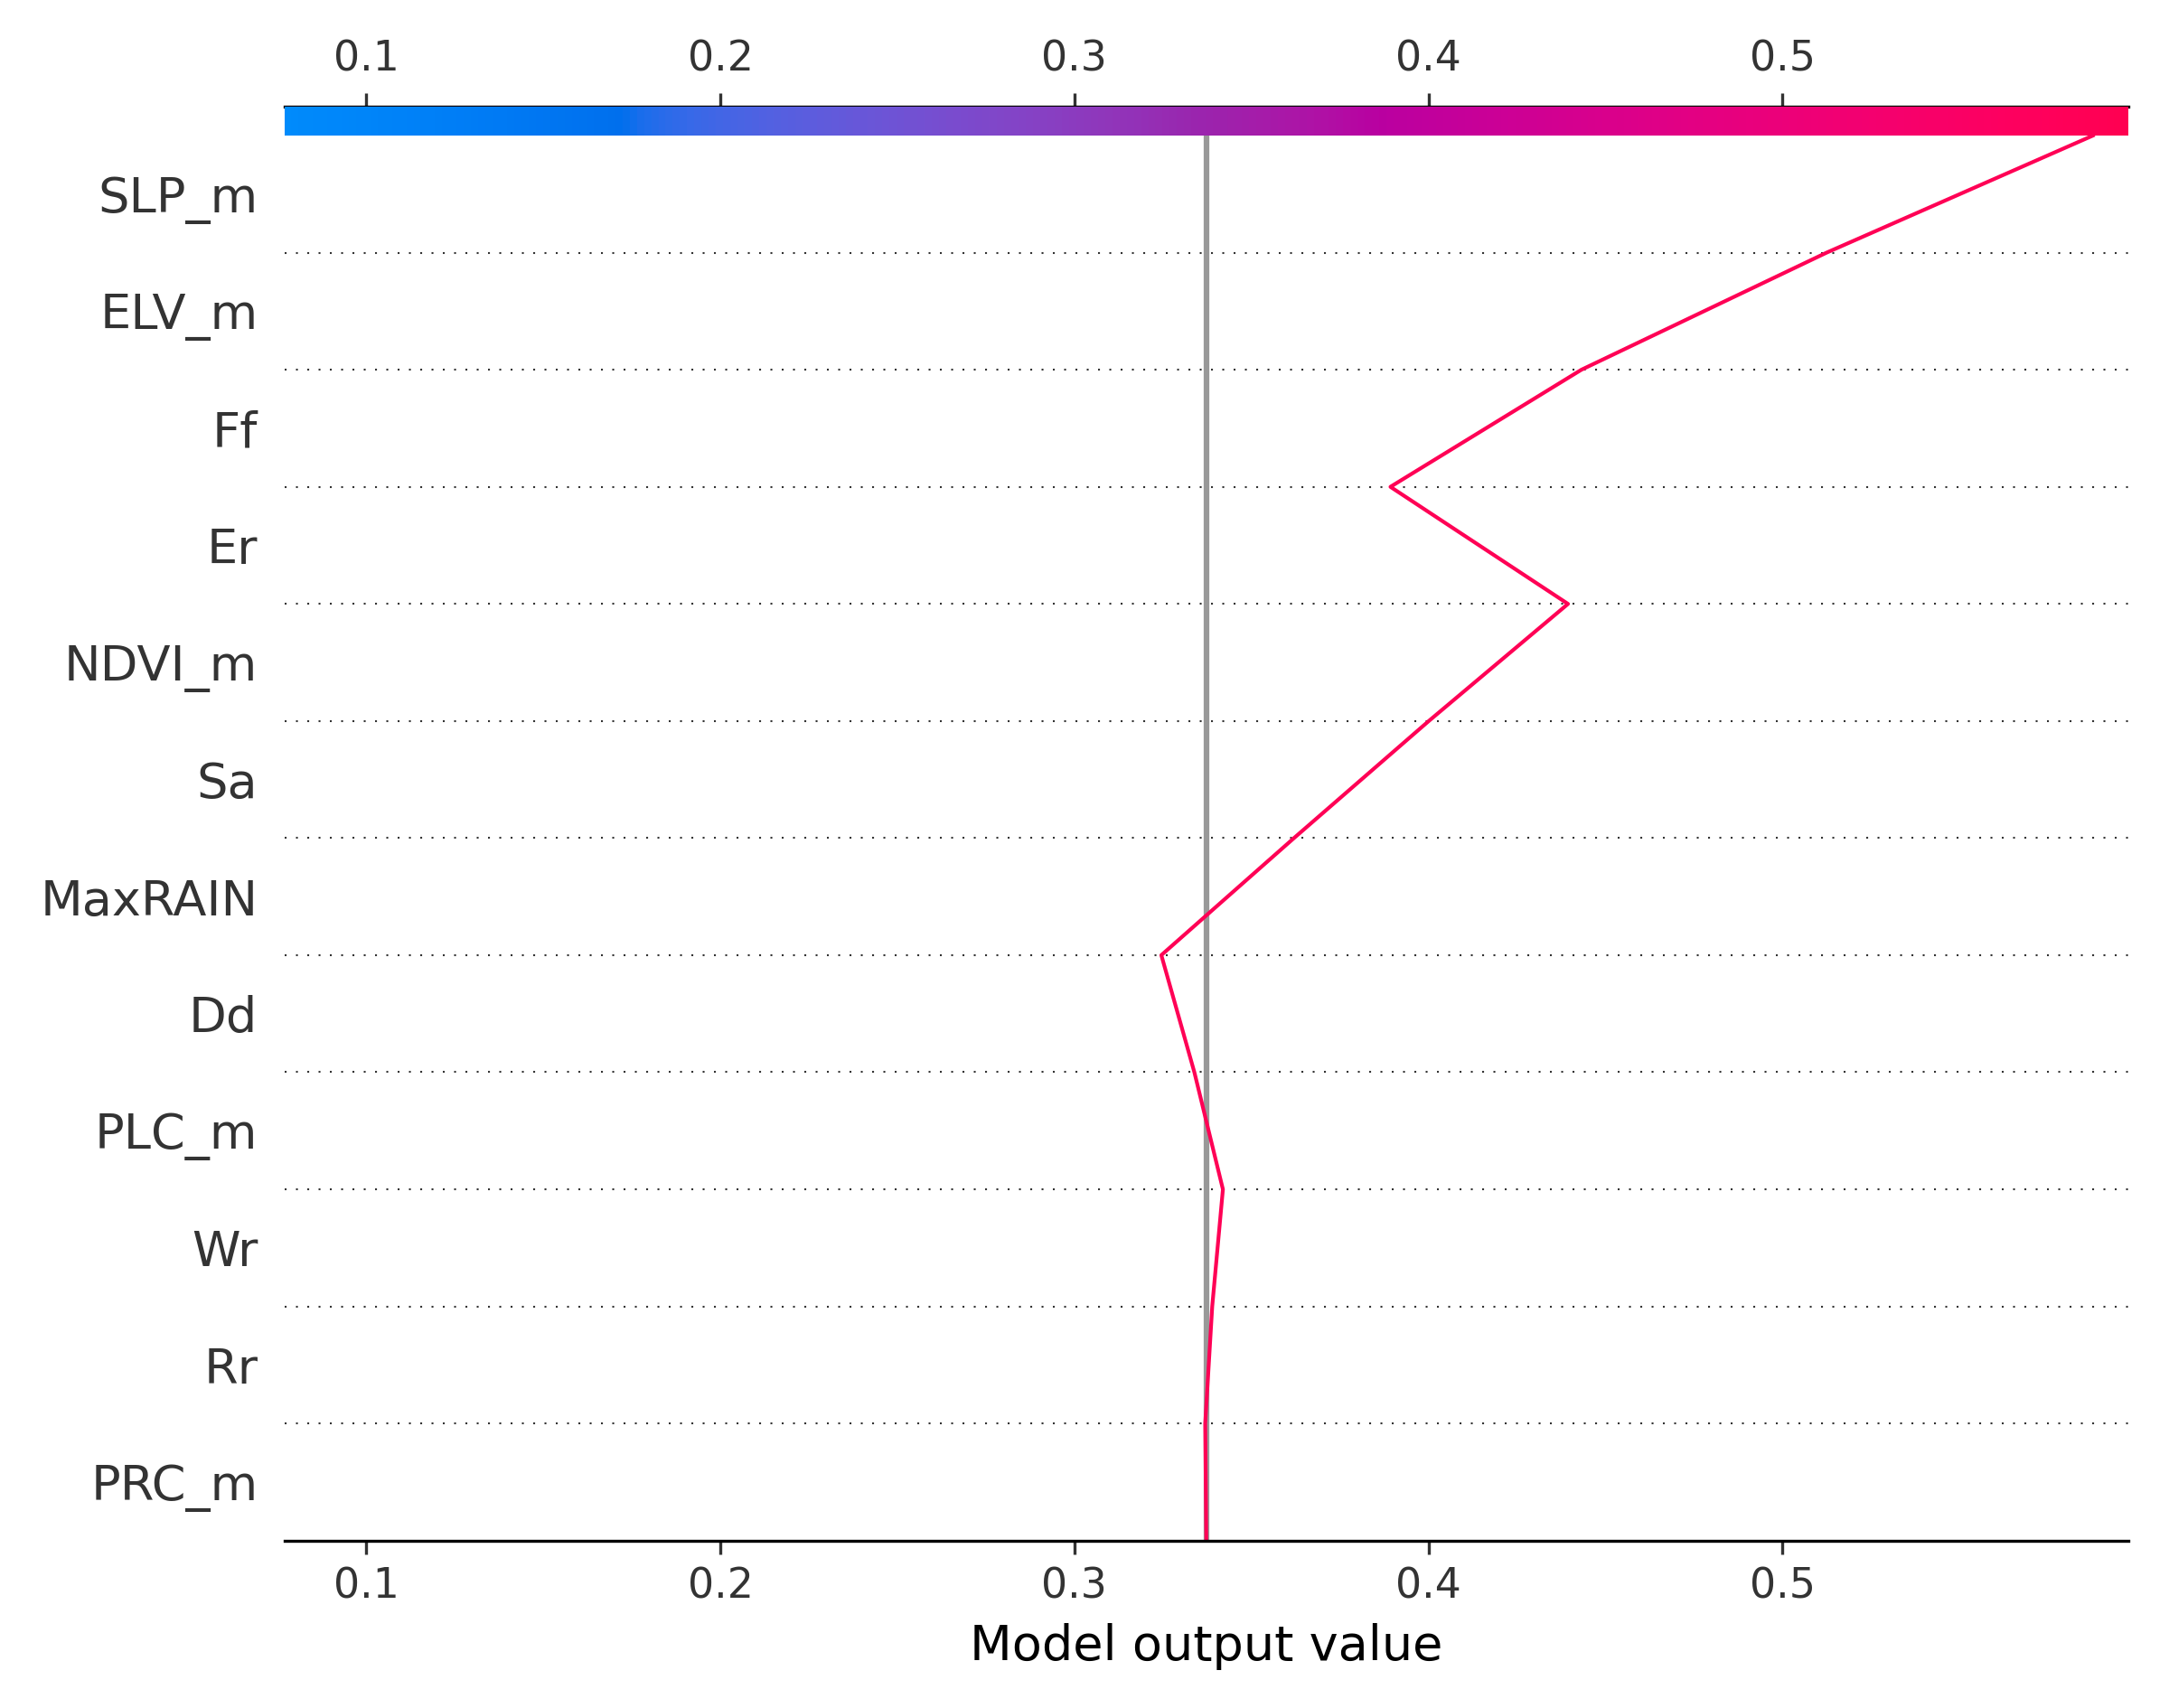 0.1 0.2 0.3 0.4 0.5
SLP_m
ELV_m
Ff
Er
NDVI_m
Sa
MaxRAIN
Dd
PLC_m
Wr
Rr
PRC_m
0.1 0.2 0.3 0.4 0.5
Model output value